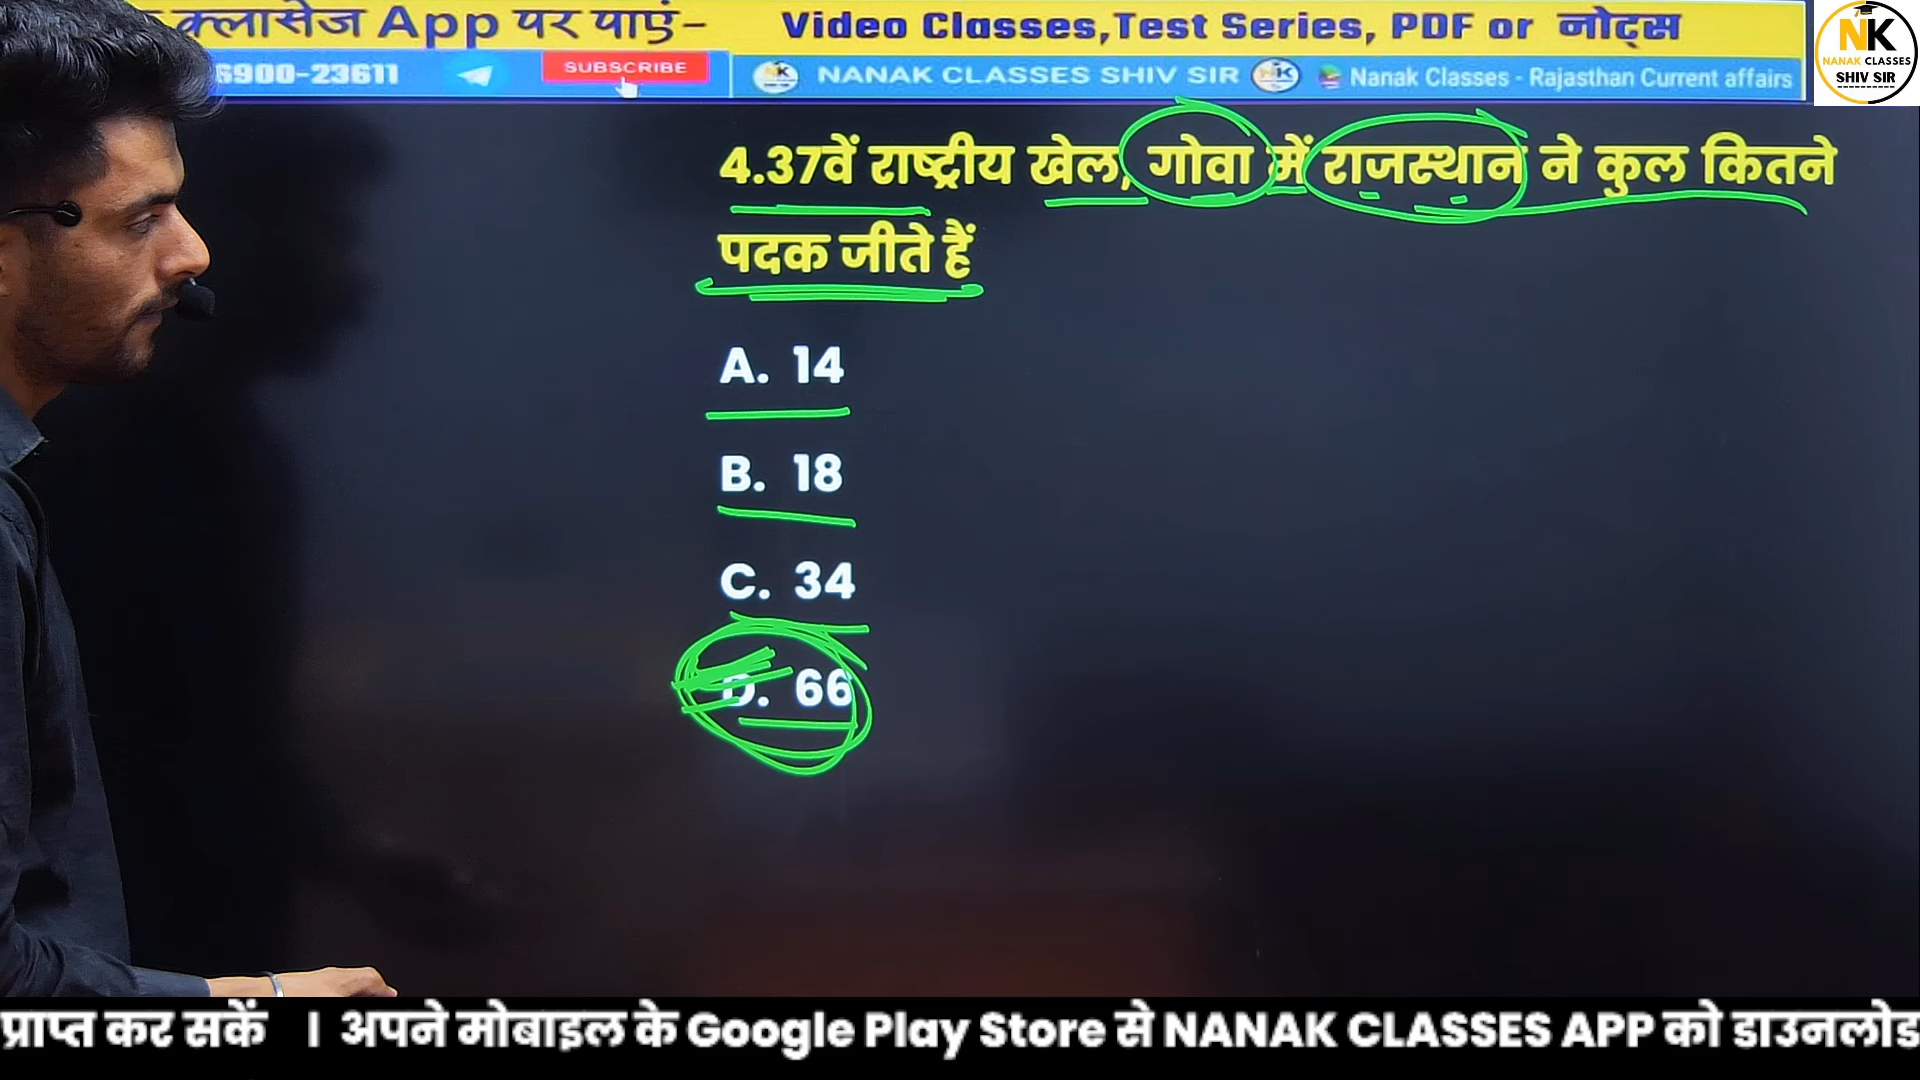 क्लासेज App पर पाएं-
Video Classes,Test Series, PDF or नोट्स
6900-23611
SUBSCRIBE
NANAK CLASSES SHIV SIR
Nanak Classes - Rajasthan Current affairs
NK
NANAK CLASSES
SHIV SIR
4.37वें राष्ट्रीय खेल, गोवा में राजस्थान ने कुल कितने
पदक जीते हैं
A. 14
B. 18
C. 34
D. 66
प्राप्त कर सकें । अपने मोबाइल के Google Play Store से NANAK CLASSES APP को डाउनलोड